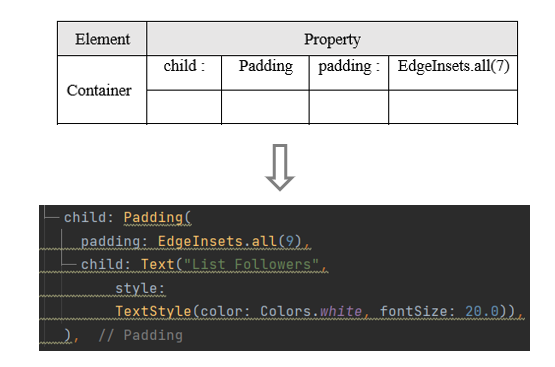 Element Property
child : Padding padding : EdgeInsets.all(7)
Container
child: Padding(
padding: EdgeInsets.all(9),
child: Text("List Followers",
style:
TextStyle(color: Colors.white, fontSize: 20.0)),
), // Padding